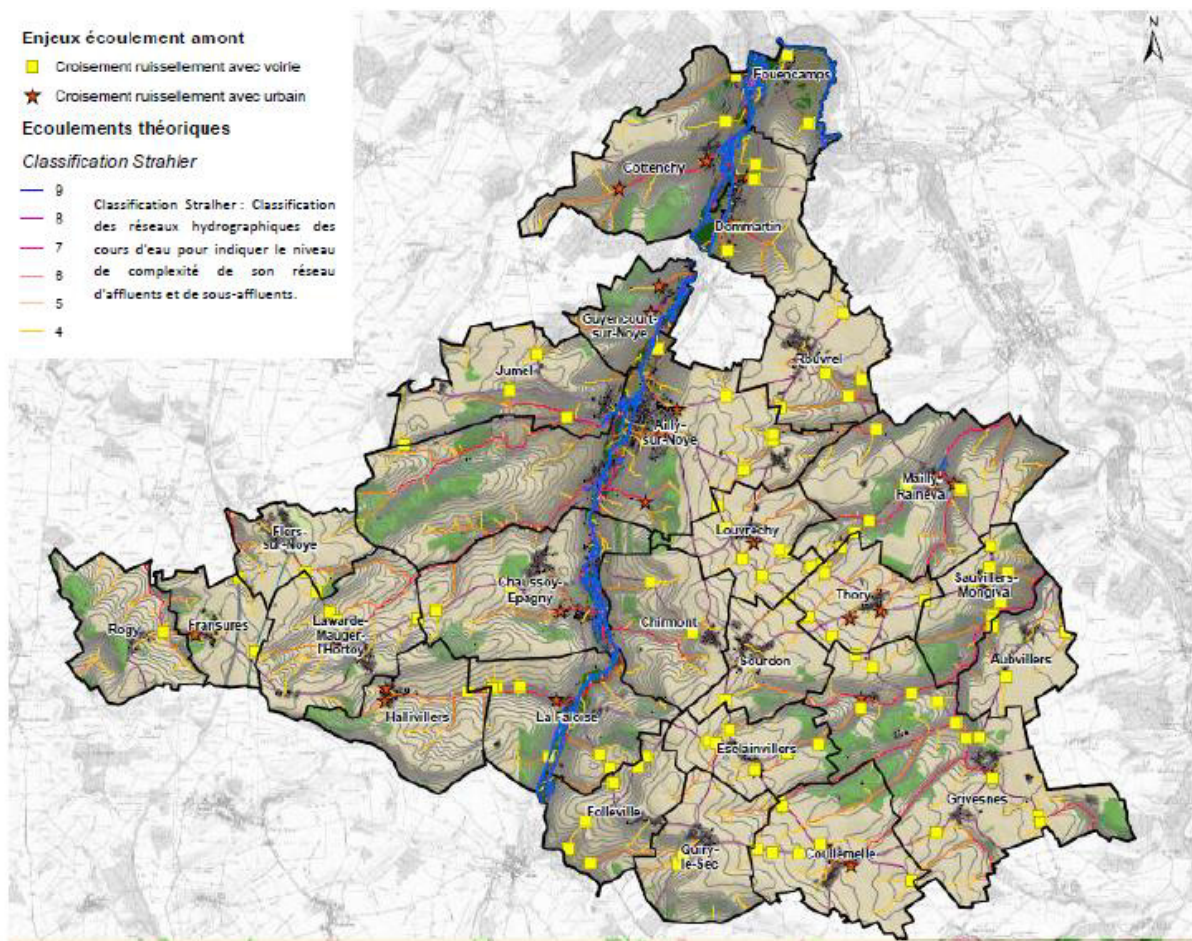 Enjeux écoulement amont
Croisement ruissellement avec voirie
Croisement ruissellement avec urbain
Ecoulements théoriques
Classification Strahler
9
8
7
6
5
4
Classification Stralher : Classification
des réseaux hydrographiques des
cours d'eau pour indiquer le niveau
de complexité de son réseau
d'affluents et de sous-affluents.
N
Fouencamps
Cottenchy
Dommartin
Guyencourt-
sur-Noye
Rouvrel
Jumel
Ailly-
sur-Noye
Mailly-
Raineval
Louvrechy
Flers-
sur-Noye
Chaussoy-
Epagny
Thory
Sauvillers-
Mongival
Rogy
Fransures
Lawarde-
Mauger-
l'Hortoy
Chirmont
Sourdon
Aubvillers
Hallivillers
La Faloise
Esclainvillers
Folleville
Grivesnes
Quiry-
le-Sec
Coullemelle